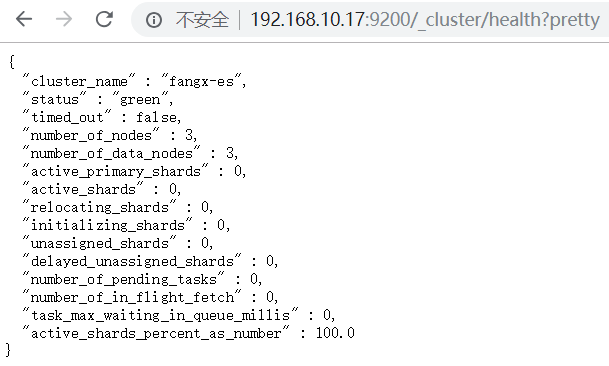 不安全 192.168.10.17:9200/_cluster/health?pretty
{
"cluster_name" : "fangx-es",
"status" : "green",
"timed_out" : false,
"number_of_nodes" : 3,
"number_of_data_nodes" : 3,
"active_primary_shards" : 0,
"active_shards" : 0,
"relocating_shards" : 0,
"initializing_shards" : 0,
"unassigned_shards" : 0,
"delayed_unassigned_shards" : 0,
"number_of_pending_tasks" : 0,
"number_of_in_flight_fetch" : 0,
"task_max_waiting_in_queue_millis" : 0,
"active_shards_percent_as_number" : 100.0
}